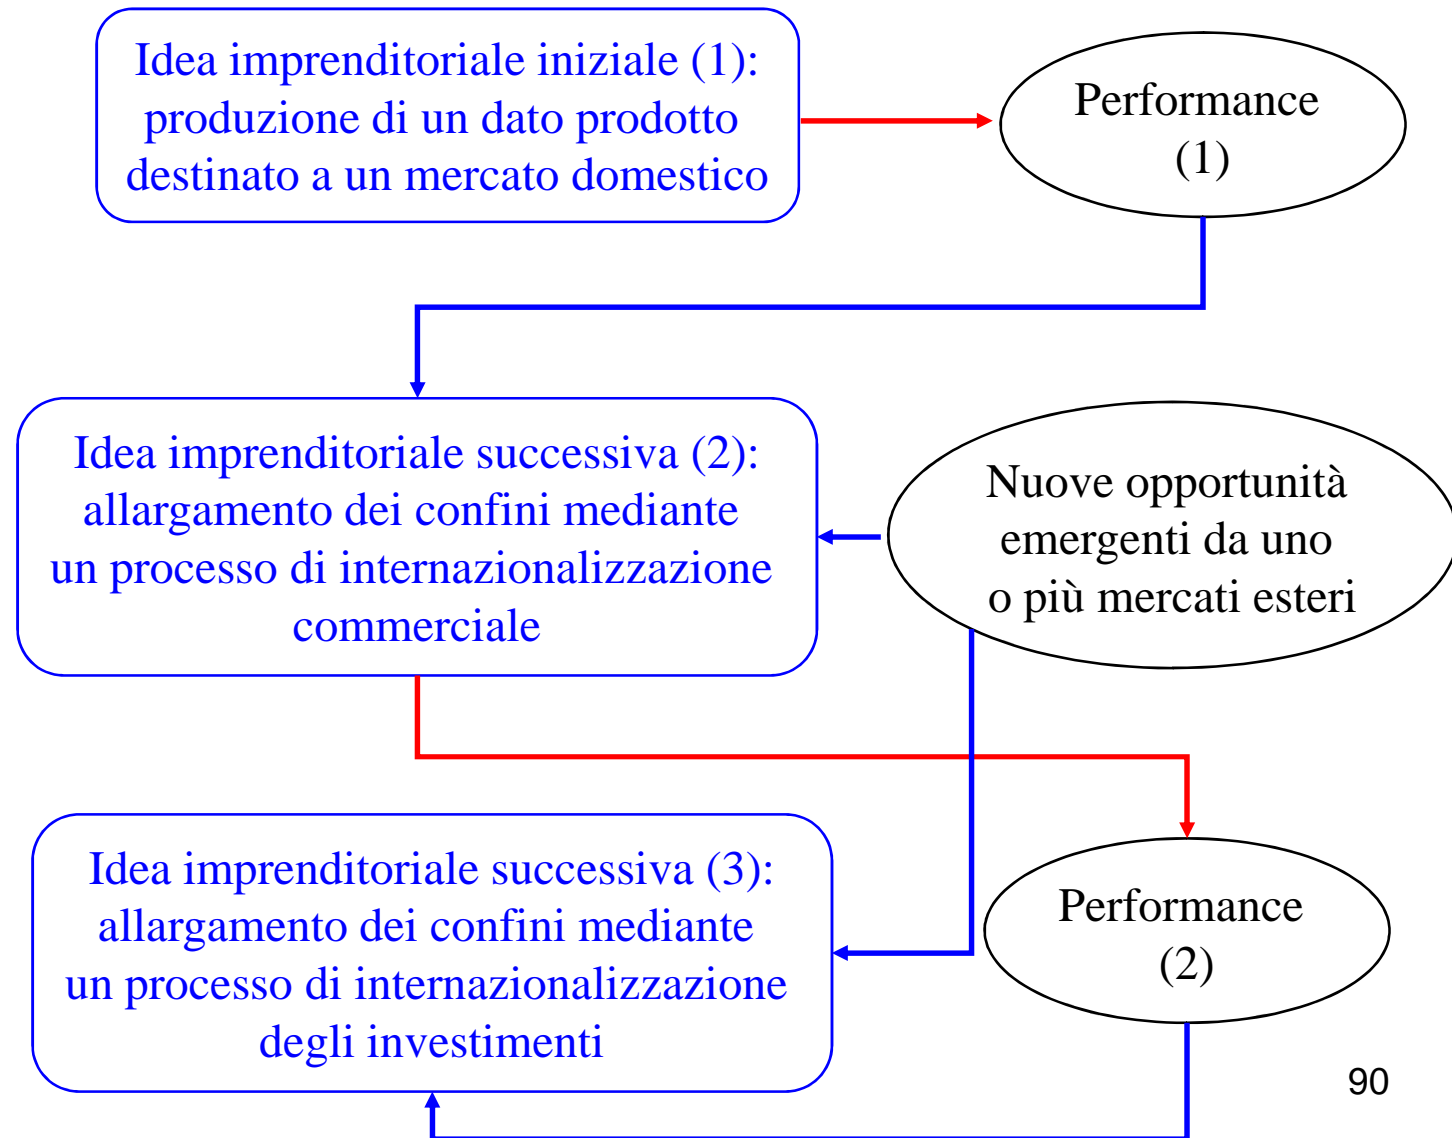 Idea imprenditoriale iniziale (1):
produzione di un dato prodotto
destinato a un mercato domestico
Performance
(1)
Idea imprenditoriale successiva (2):
allargamento dei confini mediante
un processo di internazionalizzazione
commerciale
Nuove opportunità
emergenti da uno
o più mercati esteri
Idea imprenditoriale successiva (3):
allargamento dei confini mediante
un processo di internazionalizzazione
degli investimenti
Performance
(2)
90